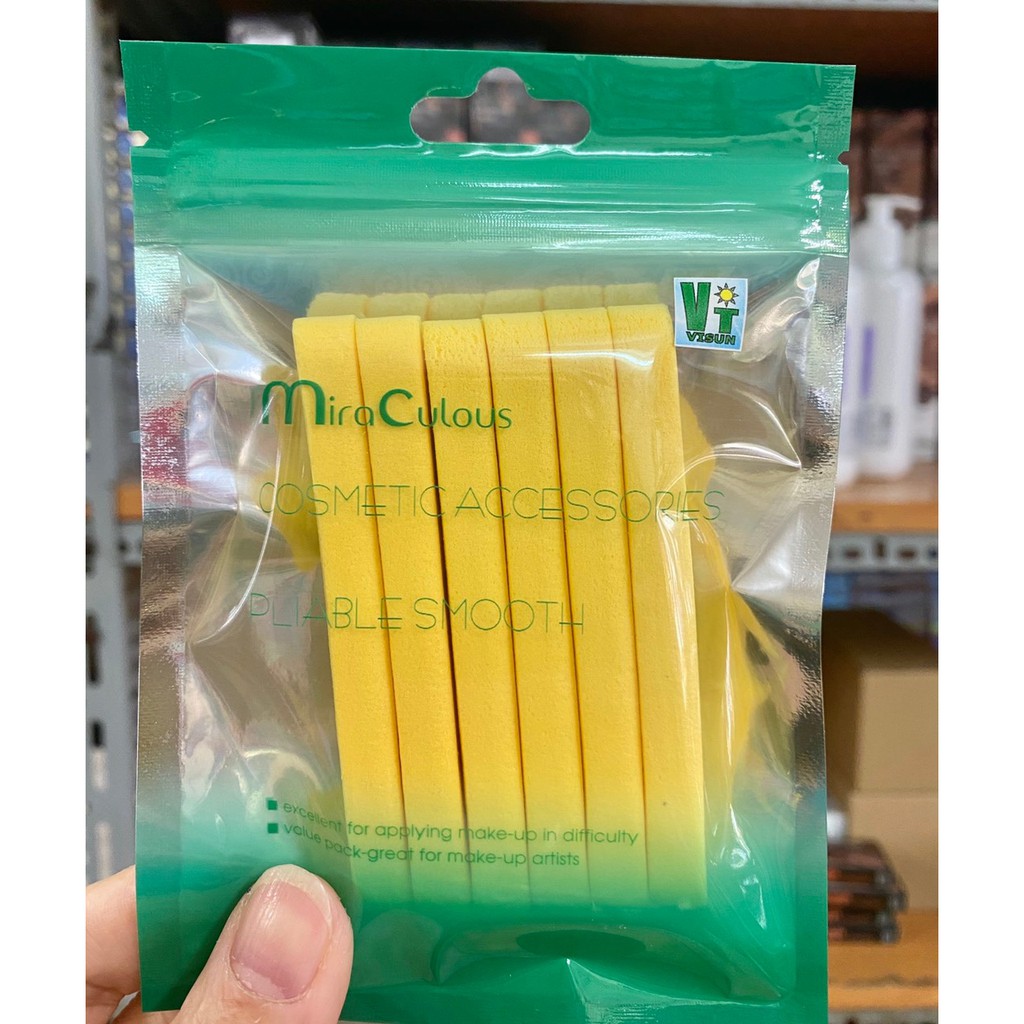 VT
VISUN
miraCulous
COSMETIC ACCESSORIES
PLIABLE SMOOTH
excellent for applying make-up in difficulty
value pack-great for make-up artists